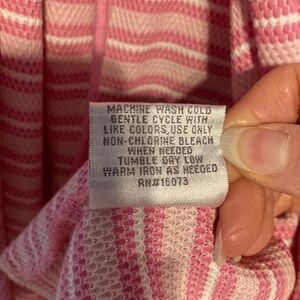 MACHINE WASH COLD
GENTLE CYCLE WITH
LIKE COLORS, USE ONLY
NON-CHLORINE BLEACH
WHEN NEEDED
TUMBLE DRY LOW
WARM IRON AS NEEDED
RN#15073